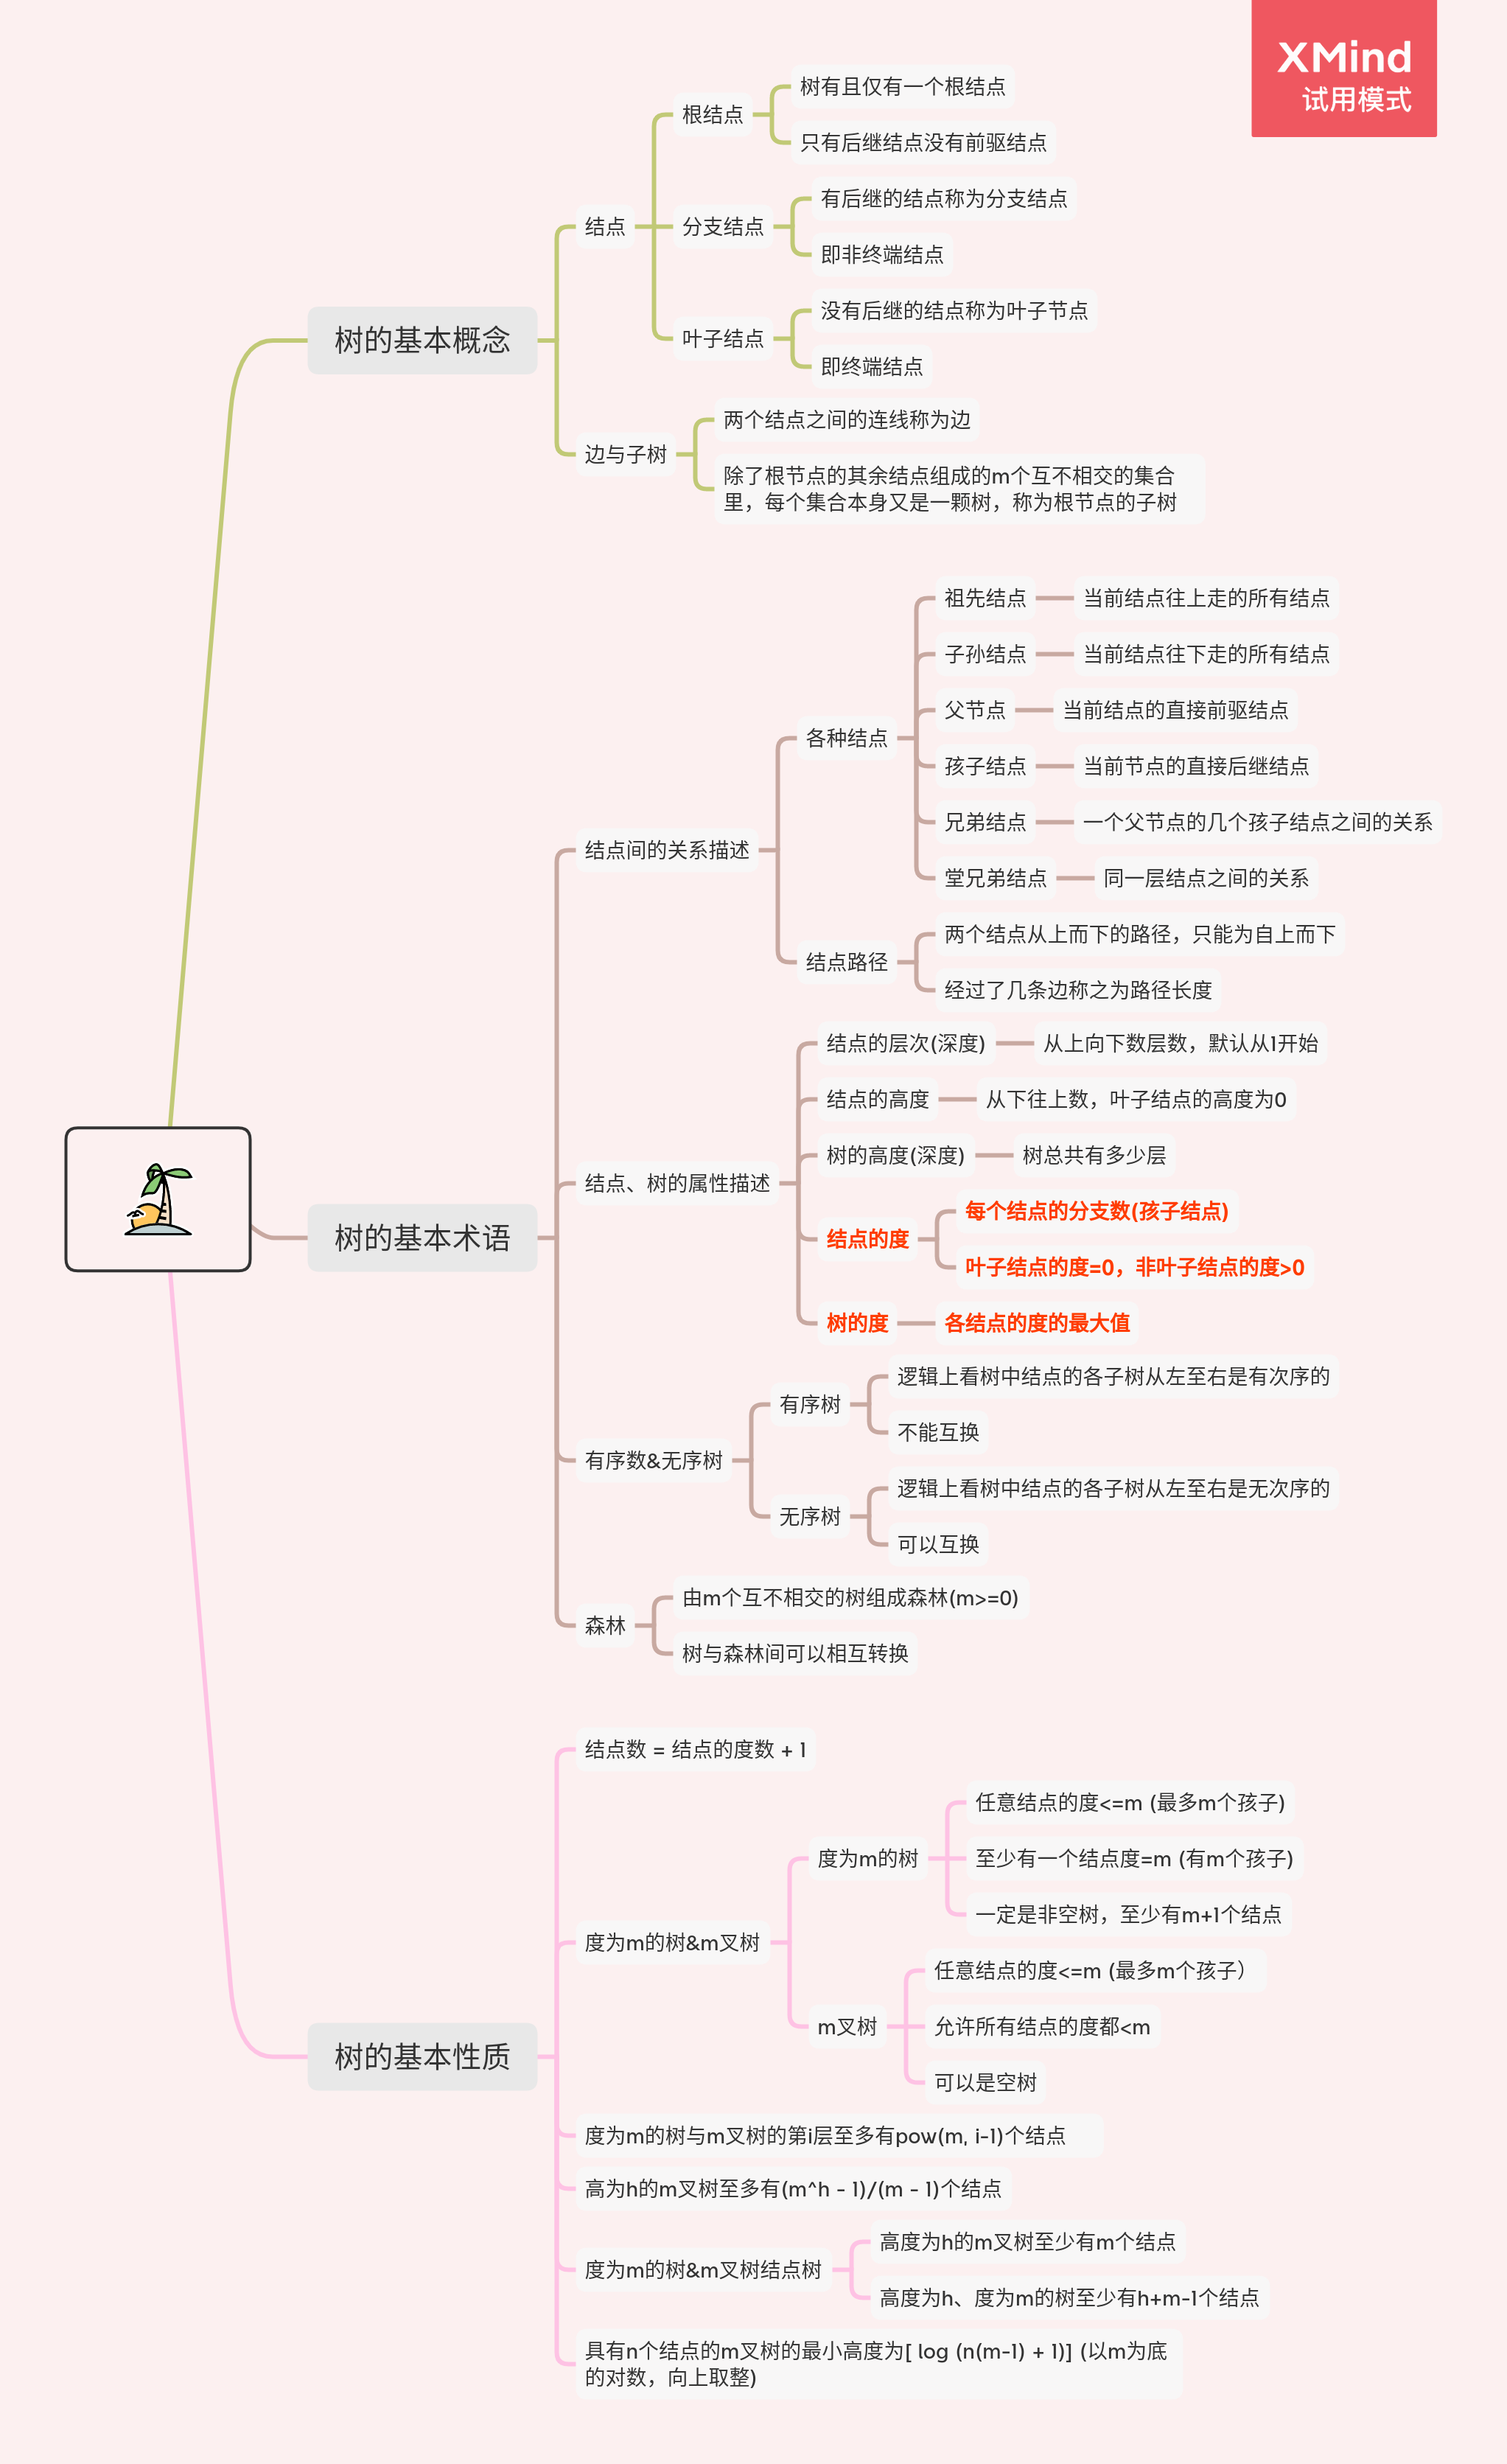 XMind
试用模式
树的基本概念
结点
根结点
树有且仅有一个根结点
只有后继结点没有前驱结点
分支结点
有后继的结点称为分支结点
即非终端结点
叶子结点
没有后继的结点称为叶子节点
即终端结点
边与子树
两个结点之间的连线称为边
除了根节点的其余结点组成的m个互不相交的集合
里，每个集合本身又是一颗树，称为根节点的子树
树的基本术语
结点间的关系描述
各种结点
祖先结点
当前结点往上走的所有结点
子孙结点
当前结点往下走的所有结点
父节点
当前结点的直接前驱结点
孩子结点
当前节点的直接后继结点
兄弟结点
一个父节点的几个孩子结点之间的关系
堂兄弟结点
同一层结点之间的关系
结点路径
两个结点从上而下的路径，只能为自上而下
经过了几条边称之为路径长度
结点、树的属性描述
结点的层次(深度)
从上向下数层数，默认从1开始
结点的高度
从下往上数，叶子结点的高度为0
树的高度(深度)
树总共有多少层
结点的度
每个结点的分支数(孩子结点)
叶子结点的度=0，非叶子结点的度>0
树的度
各结点的度的最大值
有序数&无序树
有序树
逻辑上看树中结点的各子树从左至右是有次序的
不能互换
无序树
逻辑上看树中结点的各子树从左至右是无次序的
可以互换
森林
由m个互不相交的树组成森林(m>=0)
树与森林间可以相互转换
树的基本性质
结点数 = 结点的度数 + 1
度为m的树&m叉树
度为m的树
任意结点的度<=m (最多m个孩子)
至少有一个结点度=m (有m个孩子)
一定是非空树，至少有m+1个结点
m叉树
任意结点的度<=m (最多m个孩子）
允许所有结点的度都<m
可以是空树
度为m的树与m叉树的第i层至多有pow(m, i-1)个结点
高为h的m叉树至多有(m^h - 1)/(m - 1)个结点
度为m的树&m叉树结点树
高度为h的m叉树至少有m个结点
高度为h、度为m的树至少有h+m-1个结点
具有n个结点的m叉树的最小高度为[ log (n(m-1) + 1)] (以m为底
的对数，向上取整)